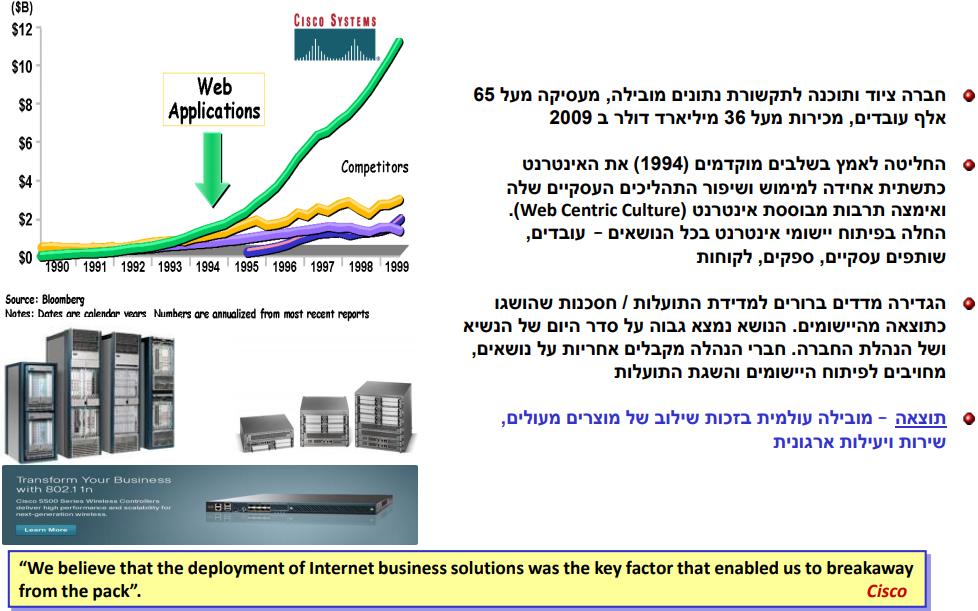 ($B)
$12
$10
$8
$6
$4
$2
$0
CISCO SYSTEMS
Web
Applications
Competitors
1990 1991 1992 1993 1994 1995 1996 1997 1998 1999
Source: Bloomberg
Notes: Dates are calendar years. Numbers are annualized from most recent reports
חברה ציוד ותוכנה לתקשורת נתונים מובילה, מעסיקה מעל 65
אלף עובדים, מכירות מעל 36 מיליארד דולר ב 2009
החליטה לאמץ בשלבים מוקדמים (1994) את האינטרנט
כתשתית אחידה למימוש ושיפור התהליכים העסקיים שלה
ואימצה תרבות מבוססת אינטרנט (Web Centric Culture).
החלה בפיתוח יישומי אינטרנט בכל הנושאים – עובדים,
שותפים עסקיים, ספקים, לקוחות
הגדירה מדדים ברורים למדידת התועלות / חסכנות שהושגו
כתוצאה מהיישומים. הנושא נמצא גבוה על סדר היום של הנשיא
ושל הנהלת החברה. חברי הנהלה מקבלים אחריות על נושאים,
מחויבים לפיתוח היישומים והשגת התועלות
תוצאה – מובילה עולמית בזכות שילוב של מוצרים מעולים,
שירות ויעילות ארגונית
Transform Your Business
with 802.11n
Cisco 5500 Series Wireless Controllers
deliver high performance and scalability for
next-generation wireless.
Learn More
“We believe that the deployment of Internet business solutions was the key factor that enabled us to breakaway
from the pack”.
Cisco